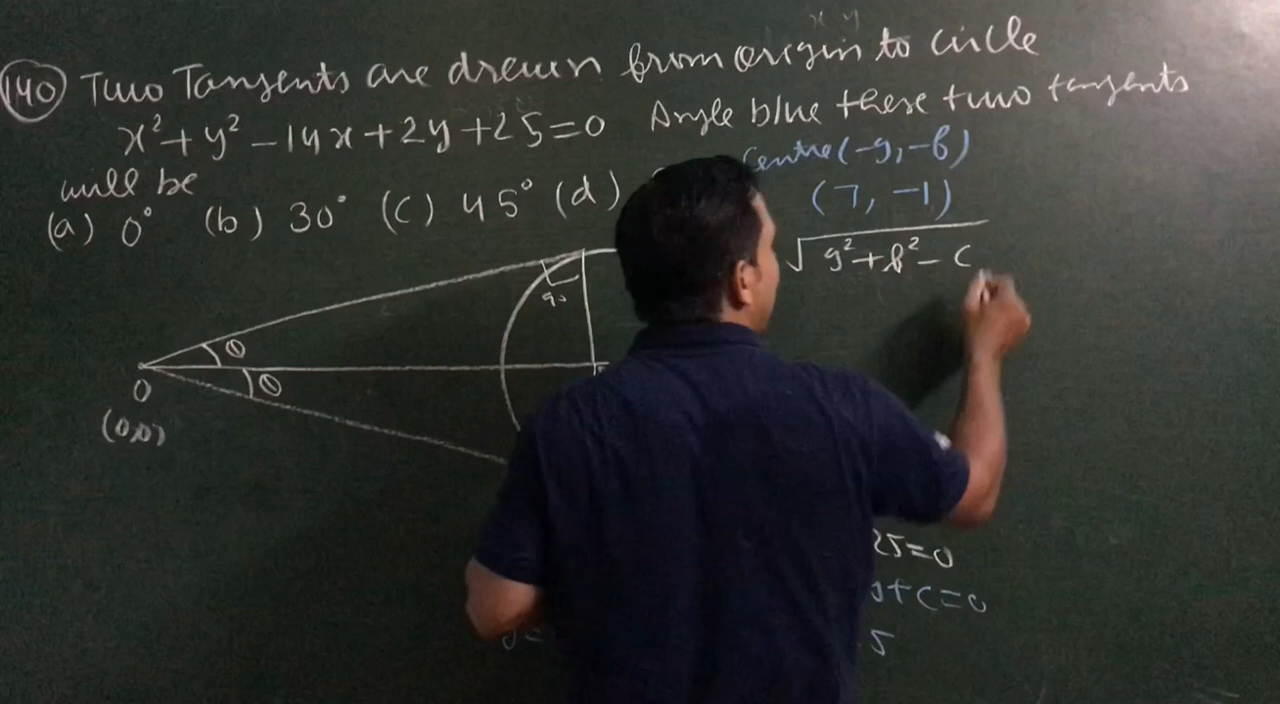 x y
140 Two Tangents are drewn from origin to circle
x² + y² - 14x + 2y + 25 = 0 Angle b/w these two tangents
will be
(a) 0° (b) 30° (c) 45° (d)
Centre (-g, -f)
(7, -1)
√g² + f² - c
90
θ
θ
O
(0,0)
25=0
+c=0
5